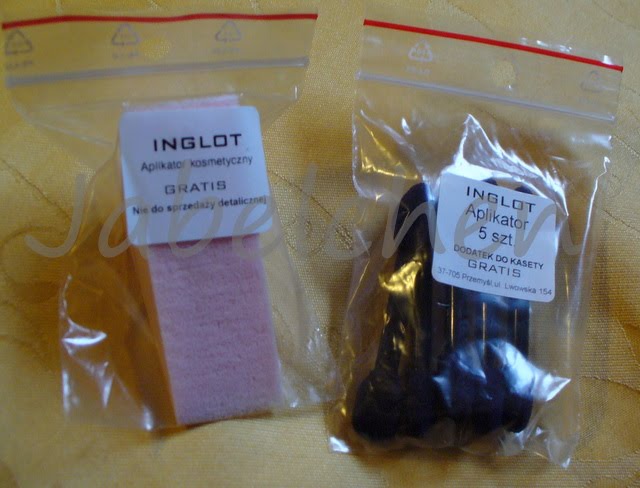 INGLOT
Aplikator kosmetyczny
GRATIS
Nie do sprzedaży detalicznej
INGLOT
Aplikator
5 szt.
DODATEK DO KASETY
GRATIS
37-705 Przemyśl,ul. Lwowska 154
Jabelchen